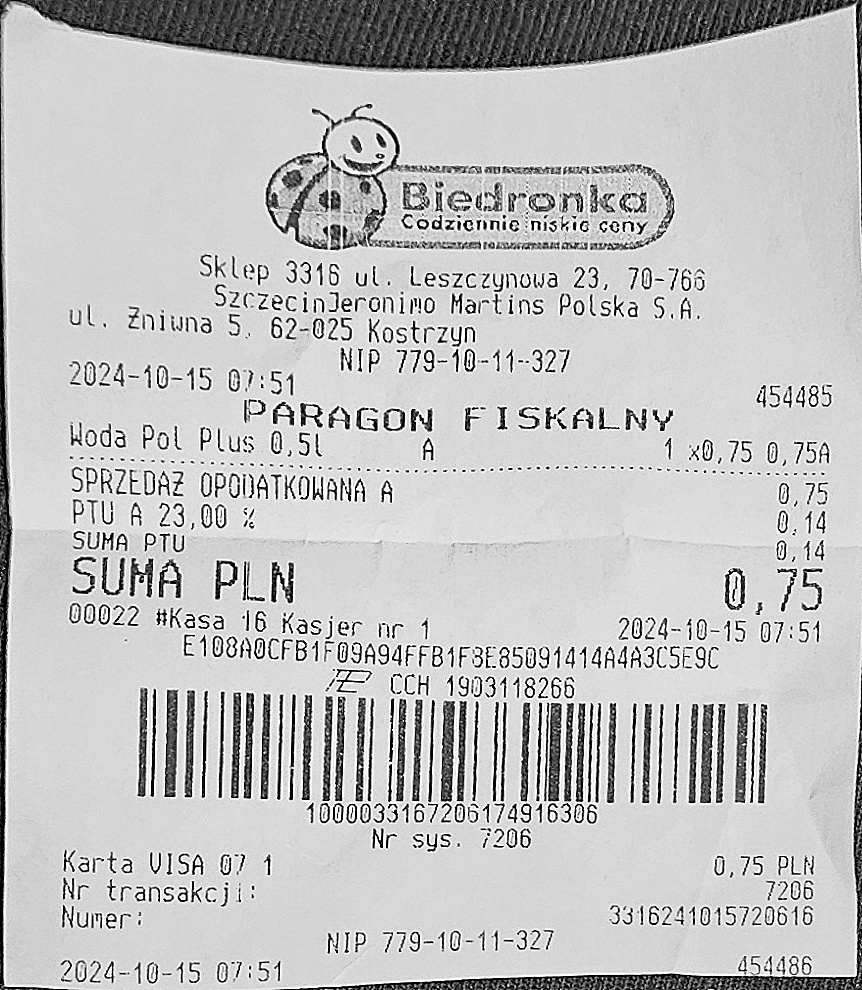 Biedronka
Codziennie niskie ceny
Sklep 3316 ul. Leszczynowa 23, 70-766
SzczecinJeronimo Martins Polska S.A.
ul. Żniwna 5, 62-025 Kostrzyn
NIP 779-10-11-327
2024-10-15 07:51 454485
PARAGON FISKALNY
Woda Pol Plus 0,5l A 1 x0,75 0,75A
SPRZEDAŻ OPODATKOWANA A 0,75
PTU A 23,00 % 0,14
SUMA PTU 0,14
SUMA PLN 0,75
00022 #Kasa 16 Kasjer nr 1 2024-10-15 07:51
E108A0CFB1F09A94FFB1F3E85091414A4A3C5E9C
CCH 1903118266
1000033167206174916306
Nr sys. 7206
Karta VISA 07 1 0,75 PLN
Nr transakcji: 7206
Numer: 3316241015720616
NIP 779-10-11-327
2024-10-15 07:51 454486